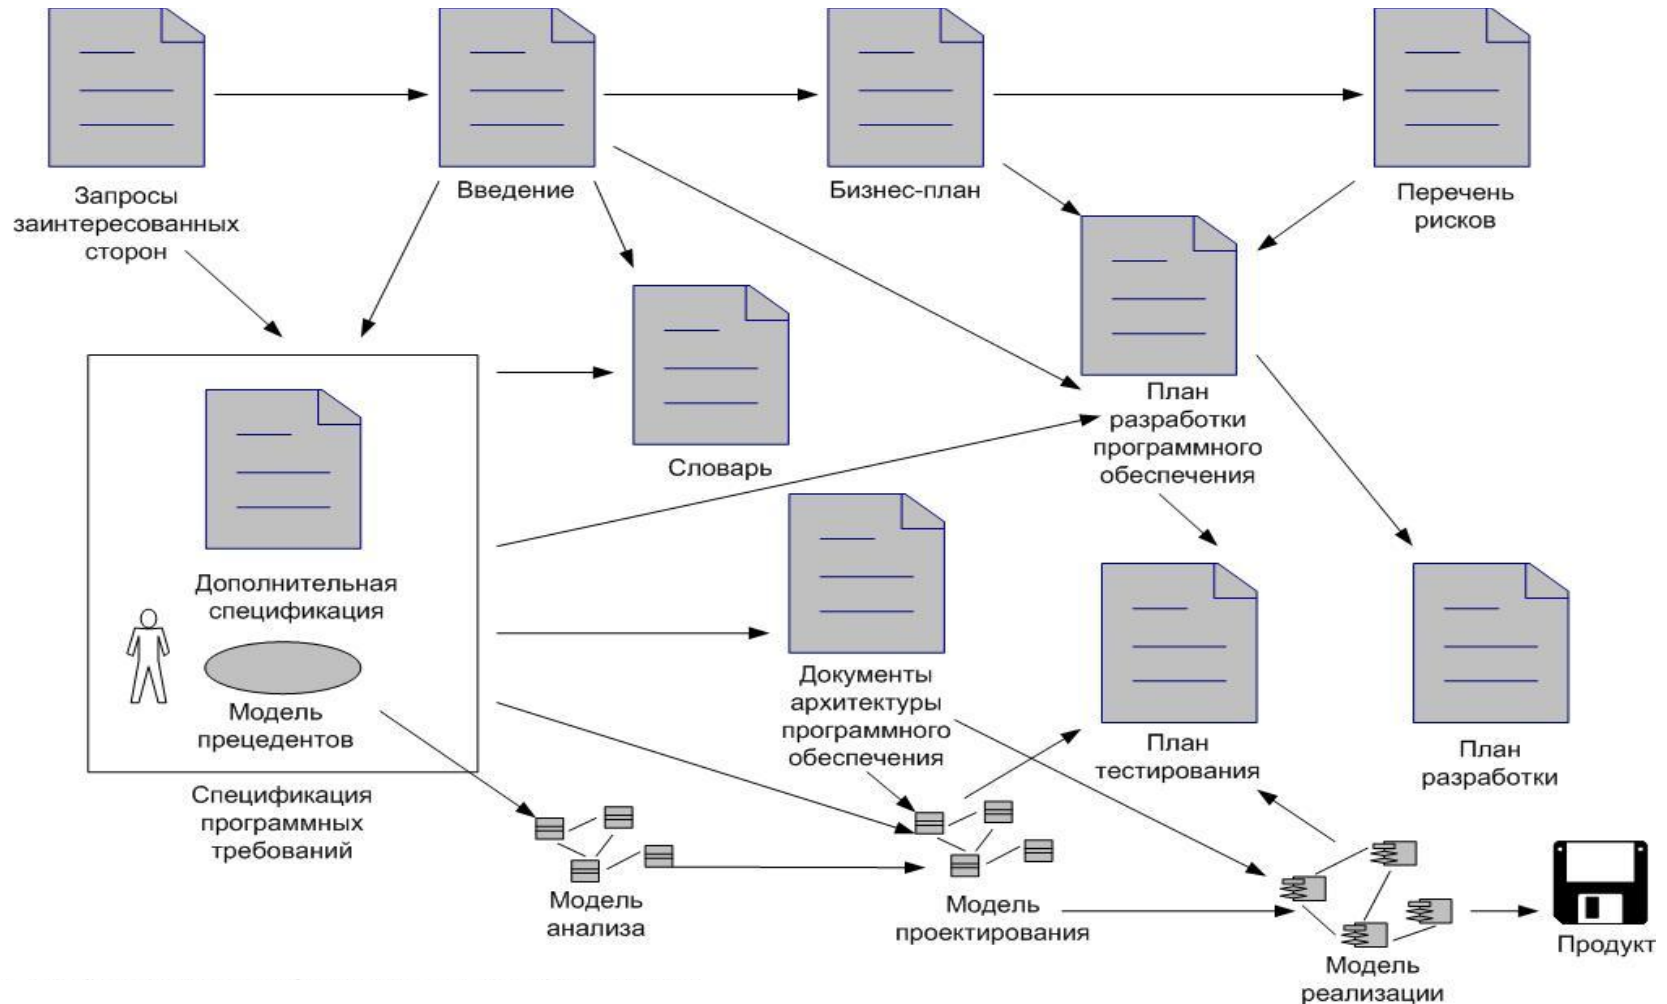 Запросы
заинтересованных
сторон
Введение
Бизнес-план
Перечень
рисков
Словарь
План
разработки
программного
обеспечения
Дополнительная
спецификация
Модель
прецедентов
Спецификация
программных
требований
Документы
архитектуры
программного
обеспечения
План
тестирования
План
разработки
Модель
анализа
Модель
проектирования
Модель
реализации
Продукт